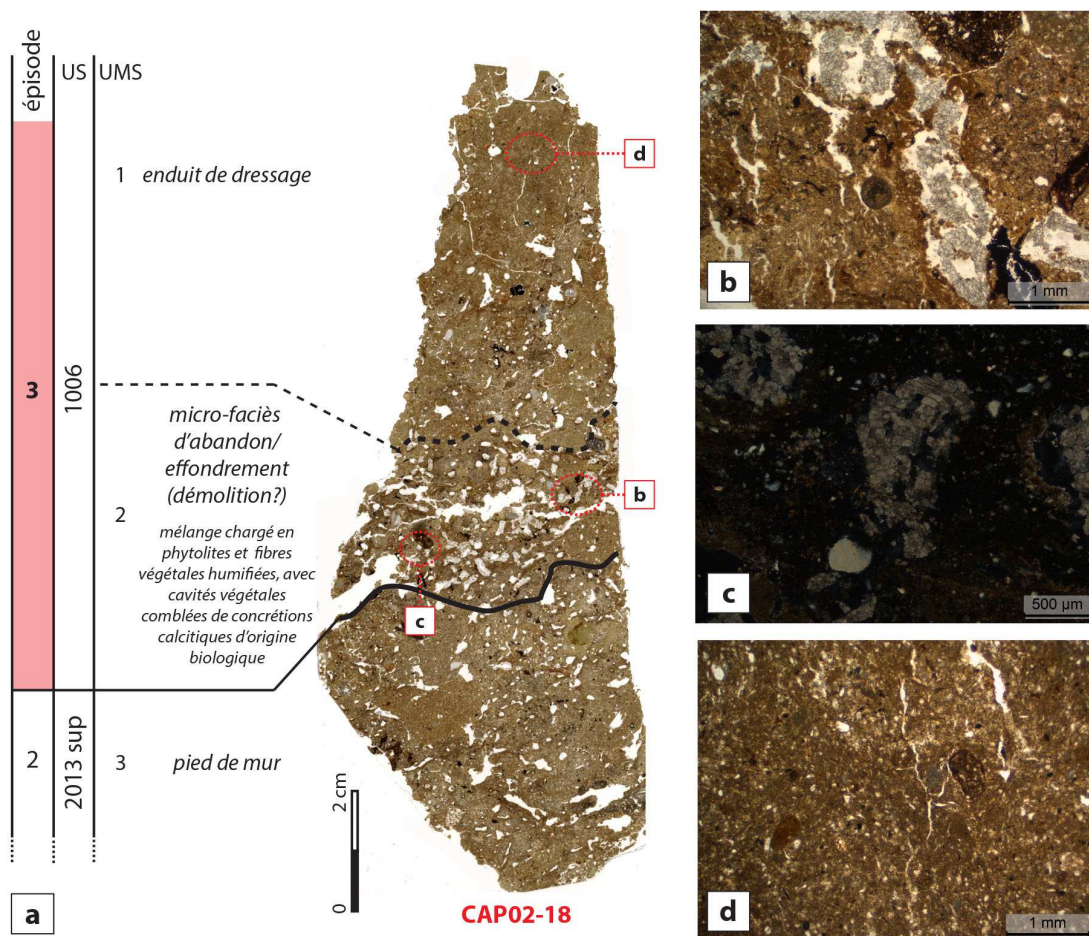 épisode
US
UMS
1
enduit de dressage
3
1006
micro-faciès
d'abandon/
effondrement
(démolition?)
2
mélange chargé en
phytolites et fibres
végétales humifiées, avec
cavités végétales
comblées de concrétions
calcitiques d'origine
biologique
2
2013 sup
3
pied de mur
2 cm
0
a
CAP02-18
d
b
c
b
1 mm
c
500 µm
d
1 mm